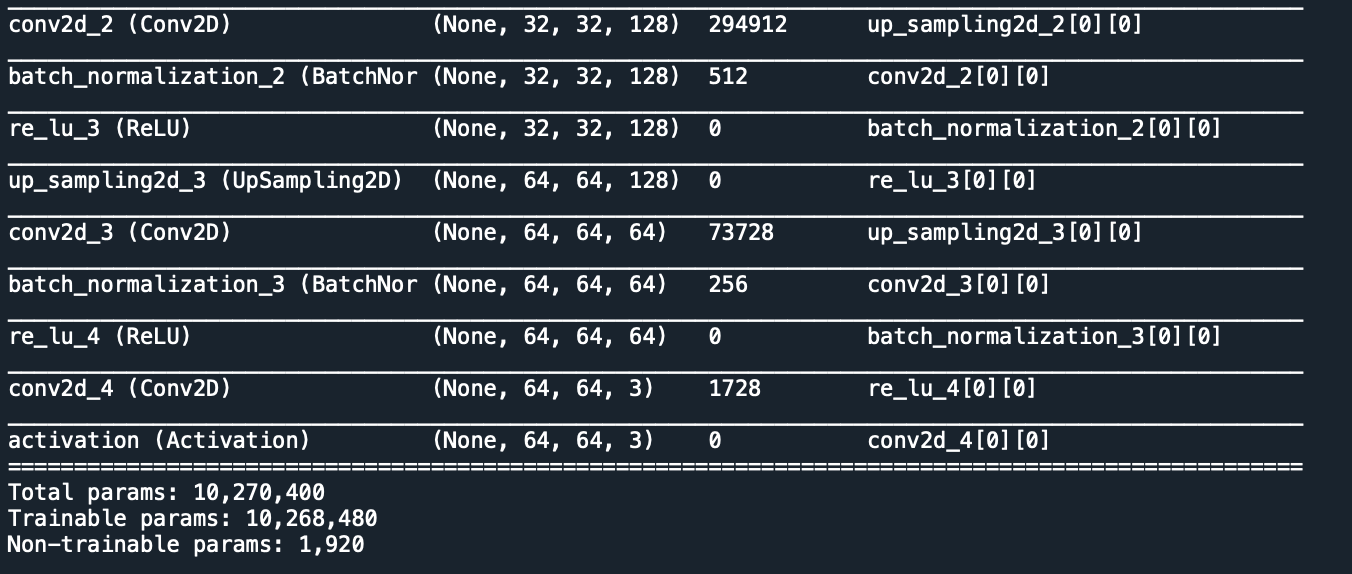 conv2d_2 (Conv2D) (None, 32, 32, 128) 294912 up_sampling2d_2[0][0]
batch_normalization_2 (BatchNor (None, 32, 32, 128) 512 conv2d_2[0][0]
re_lu_3 (ReLU) (None, 32, 32, 128) 0 batch_normalization_2[0][0]
up_sampling2d_3 (UpSampling2D) (None, 64, 64, 128) 0 re_lu_3[0][0]
conv2d_3 (Conv2D) (None, 64, 64, 64) 73728 up_sampling2d_3[0][0]
batch_normalization_3 (BatchNor (None, 64, 64, 64) 256 conv2d_3[0][0]
re_lu_4 (ReLU) (None, 64, 64, 64) 0 batch_normalization_3[0][0]
conv2d_4 (Conv2D) (None, 64, 64, 3) 1728 re_lu_4[0][0]
activation (Activation) (None, 64, 64, 3) 0 conv2d_4[0][0]
Total params: 10,270,400
Trainable params: 10,268,480
Non-trainable params: 1,920